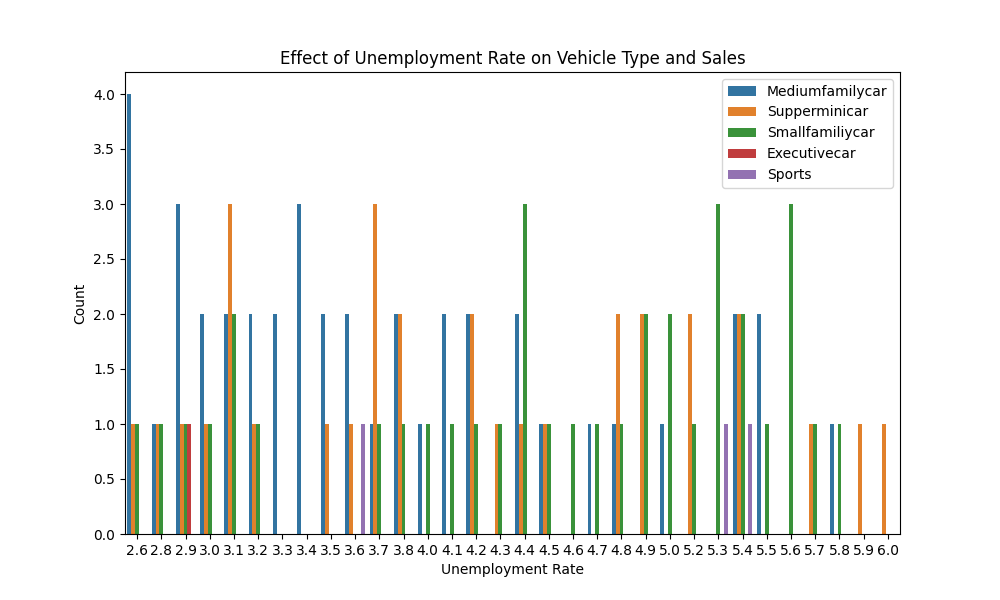 Effect of Unemployment Rate on Vehicle Type and Sales
Mediumfamilycar
Supperminicar
Smallfamiliycar
Executivecar
Sports
4.0
3.5
3.0
2.5
2.0
1.5
1.0
0.5
0.0
Count
2.6 2.8 2.9 3.0 3.1 3.2 3.3 3.4 3.5 3.6 3.7 3.8 4.0 4.1 4.2 4.3 4.4 4.5 4.6 4.7 4.8 4.9 5.0 5.2 5.3 5.4 5.5 5.6 5.7 5.8 5.9 6.0
Unemployment Rate